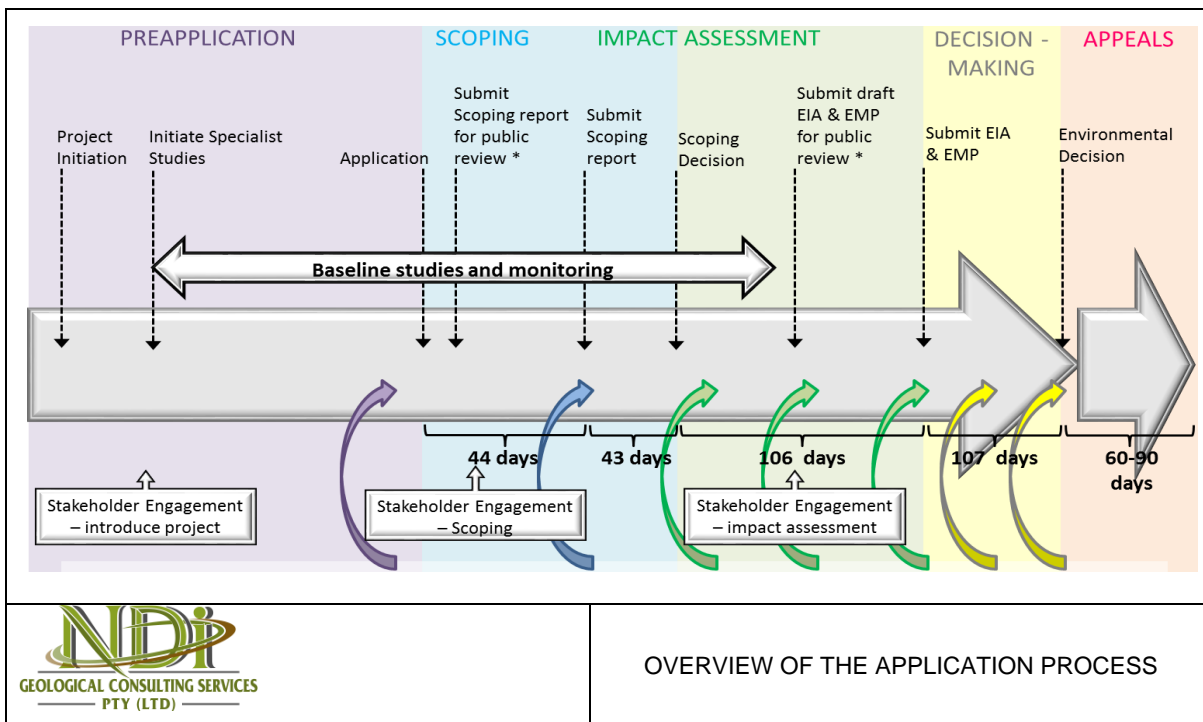 PREAPPLICATION
SCOPING
IMPACT ASSESSMENT
DECISION -
MAKING
APPEALS
Project
Initiation
Initiate Specialist
Studies
Application
Submit
Scoping report
for public
review *
Submit
Scoping
report
Scoping
Decision
Submit draft
EIA & EMP
for public
review *
Submit EIA
& EMP
Environmental
Decision
Baseline studies and monitoring
44 days
43 days
106 days
107 days
60-90
days
Stakeholder Engagement
– introduce project
Stakeholder Engagement
– Scoping
Stakeholder Engagement
– impact assessment
NDi
GEOLOGICAL CONSULTING SERVICES
PTY (LTD)
OVERVIEW OF THE APPLICATION PROCESS